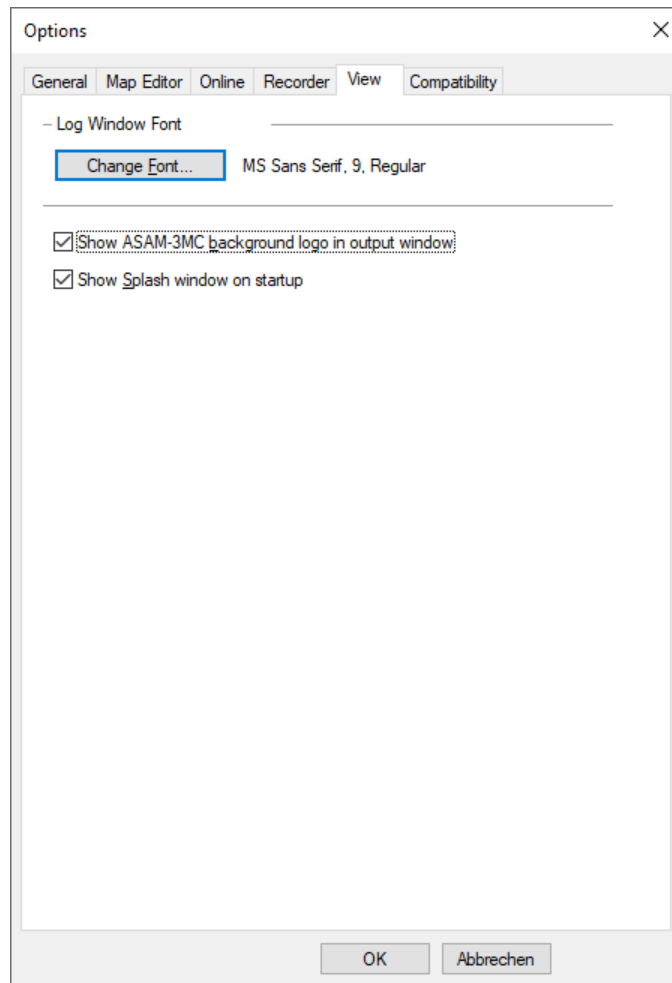 Options
General Map Editor Online Recorder View Compatibility
Log Window Font
Change Font... MS Sans Serif, 9, Regular
Show ASAM-3MC background logo in output window
Show Splash window on startup
OK Abbrechen